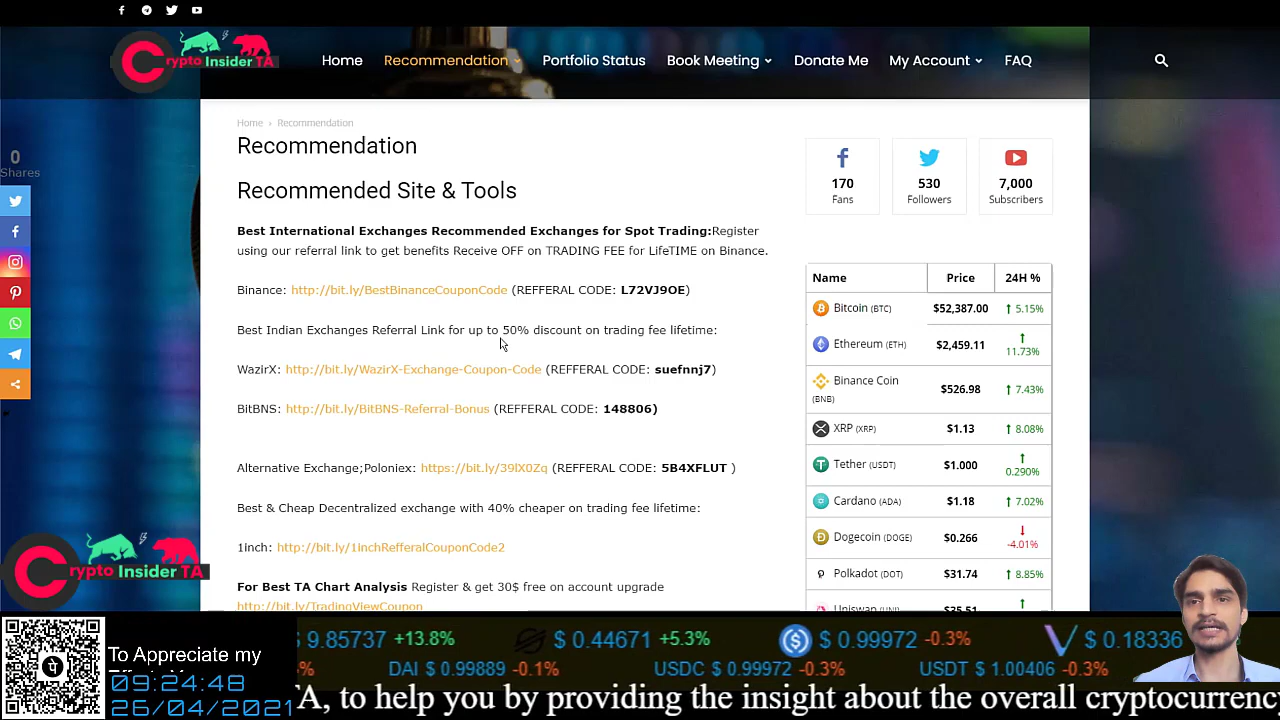 Crypto Insider TA
Home Recommendation Portfolio Status Book Meeting Donate Me My Account FAQ
0
Shares
Home › Recommendation
Recommendation
Recommended Site & Tools
Best International Exchanges Recommended Exchanges for Spot Trading:Register
using our referral link to get benefits Receive OFF on TRADING FEE for LifeTIME on Binance.
Binance: http://bit.ly/BestBinanceCouponCode (REFFERAL CODE: L72VJ9OE)
Best Indian Exchanges Referral Link for up to 50% discount on trading fee lifetime:
WazirX: http://bit.ly/WazirX-Exchange-Coupon-Code (REFFERAL CODE: suefnnj7)
BitBNS: http://bit.ly/BitBNS-Referral-Bonus (REFFERAL CODE: 148806)
Alternative Exchange;Poloniex: https://bit.ly/39lX0Zq (REFFERAL CODE: 5B4XFLUT )
Best & Cheap Decentralized exchange with 40% cheaper on trading fee lifetime:
1inch: http://bit.ly/1inchRefferalCouponCode2
For Best TA Chart Analysis Register & get 30$ free on account upgrade
http://bit.ly/TradingViewCoupon
170 530 7,000
Fans Followers Subscribers
Name Price 24H %
Bitcoin (BTC) $52,387.00 ↑ 5.15%
Ethereum (ETH) $2,459.11 ↑ 11.73%
Binance Coin (BNB) $526.98 ↑ 7.43%
XRP (XRP) $1.13 ↑ 8.08%
Tether (USDT) $1.000 ↑ 0.290%
Cardano (ADA) $1.18 ↑ 7.02%
Dogecoin (DOGE) $0.266 ↓ -4.01%
Polkadot (DOT) $31.74 ↑ 8.85%
Uniswap (UNI) $35.51 ↑
Crypto Insider TA
To Appreciate my
09:24:48
26/04/2021
$ 9.85737 +13.8% $ 0.44671 +5.3% $ 0.99972 -0.3% $ 0.18336
% DAI $ 0.99889 -0.1% USDC $ 0.99972 -0.3% USDT $ 1.00406 -0.3%
TA, to help you by providing the insight about the overall cryptocurrency